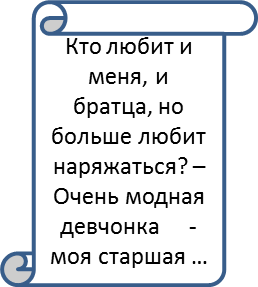 Кто любит и
меня, и
братца, но
больше любит
наряжаться? –
Очень модная
девчонка -
моя старшая ...